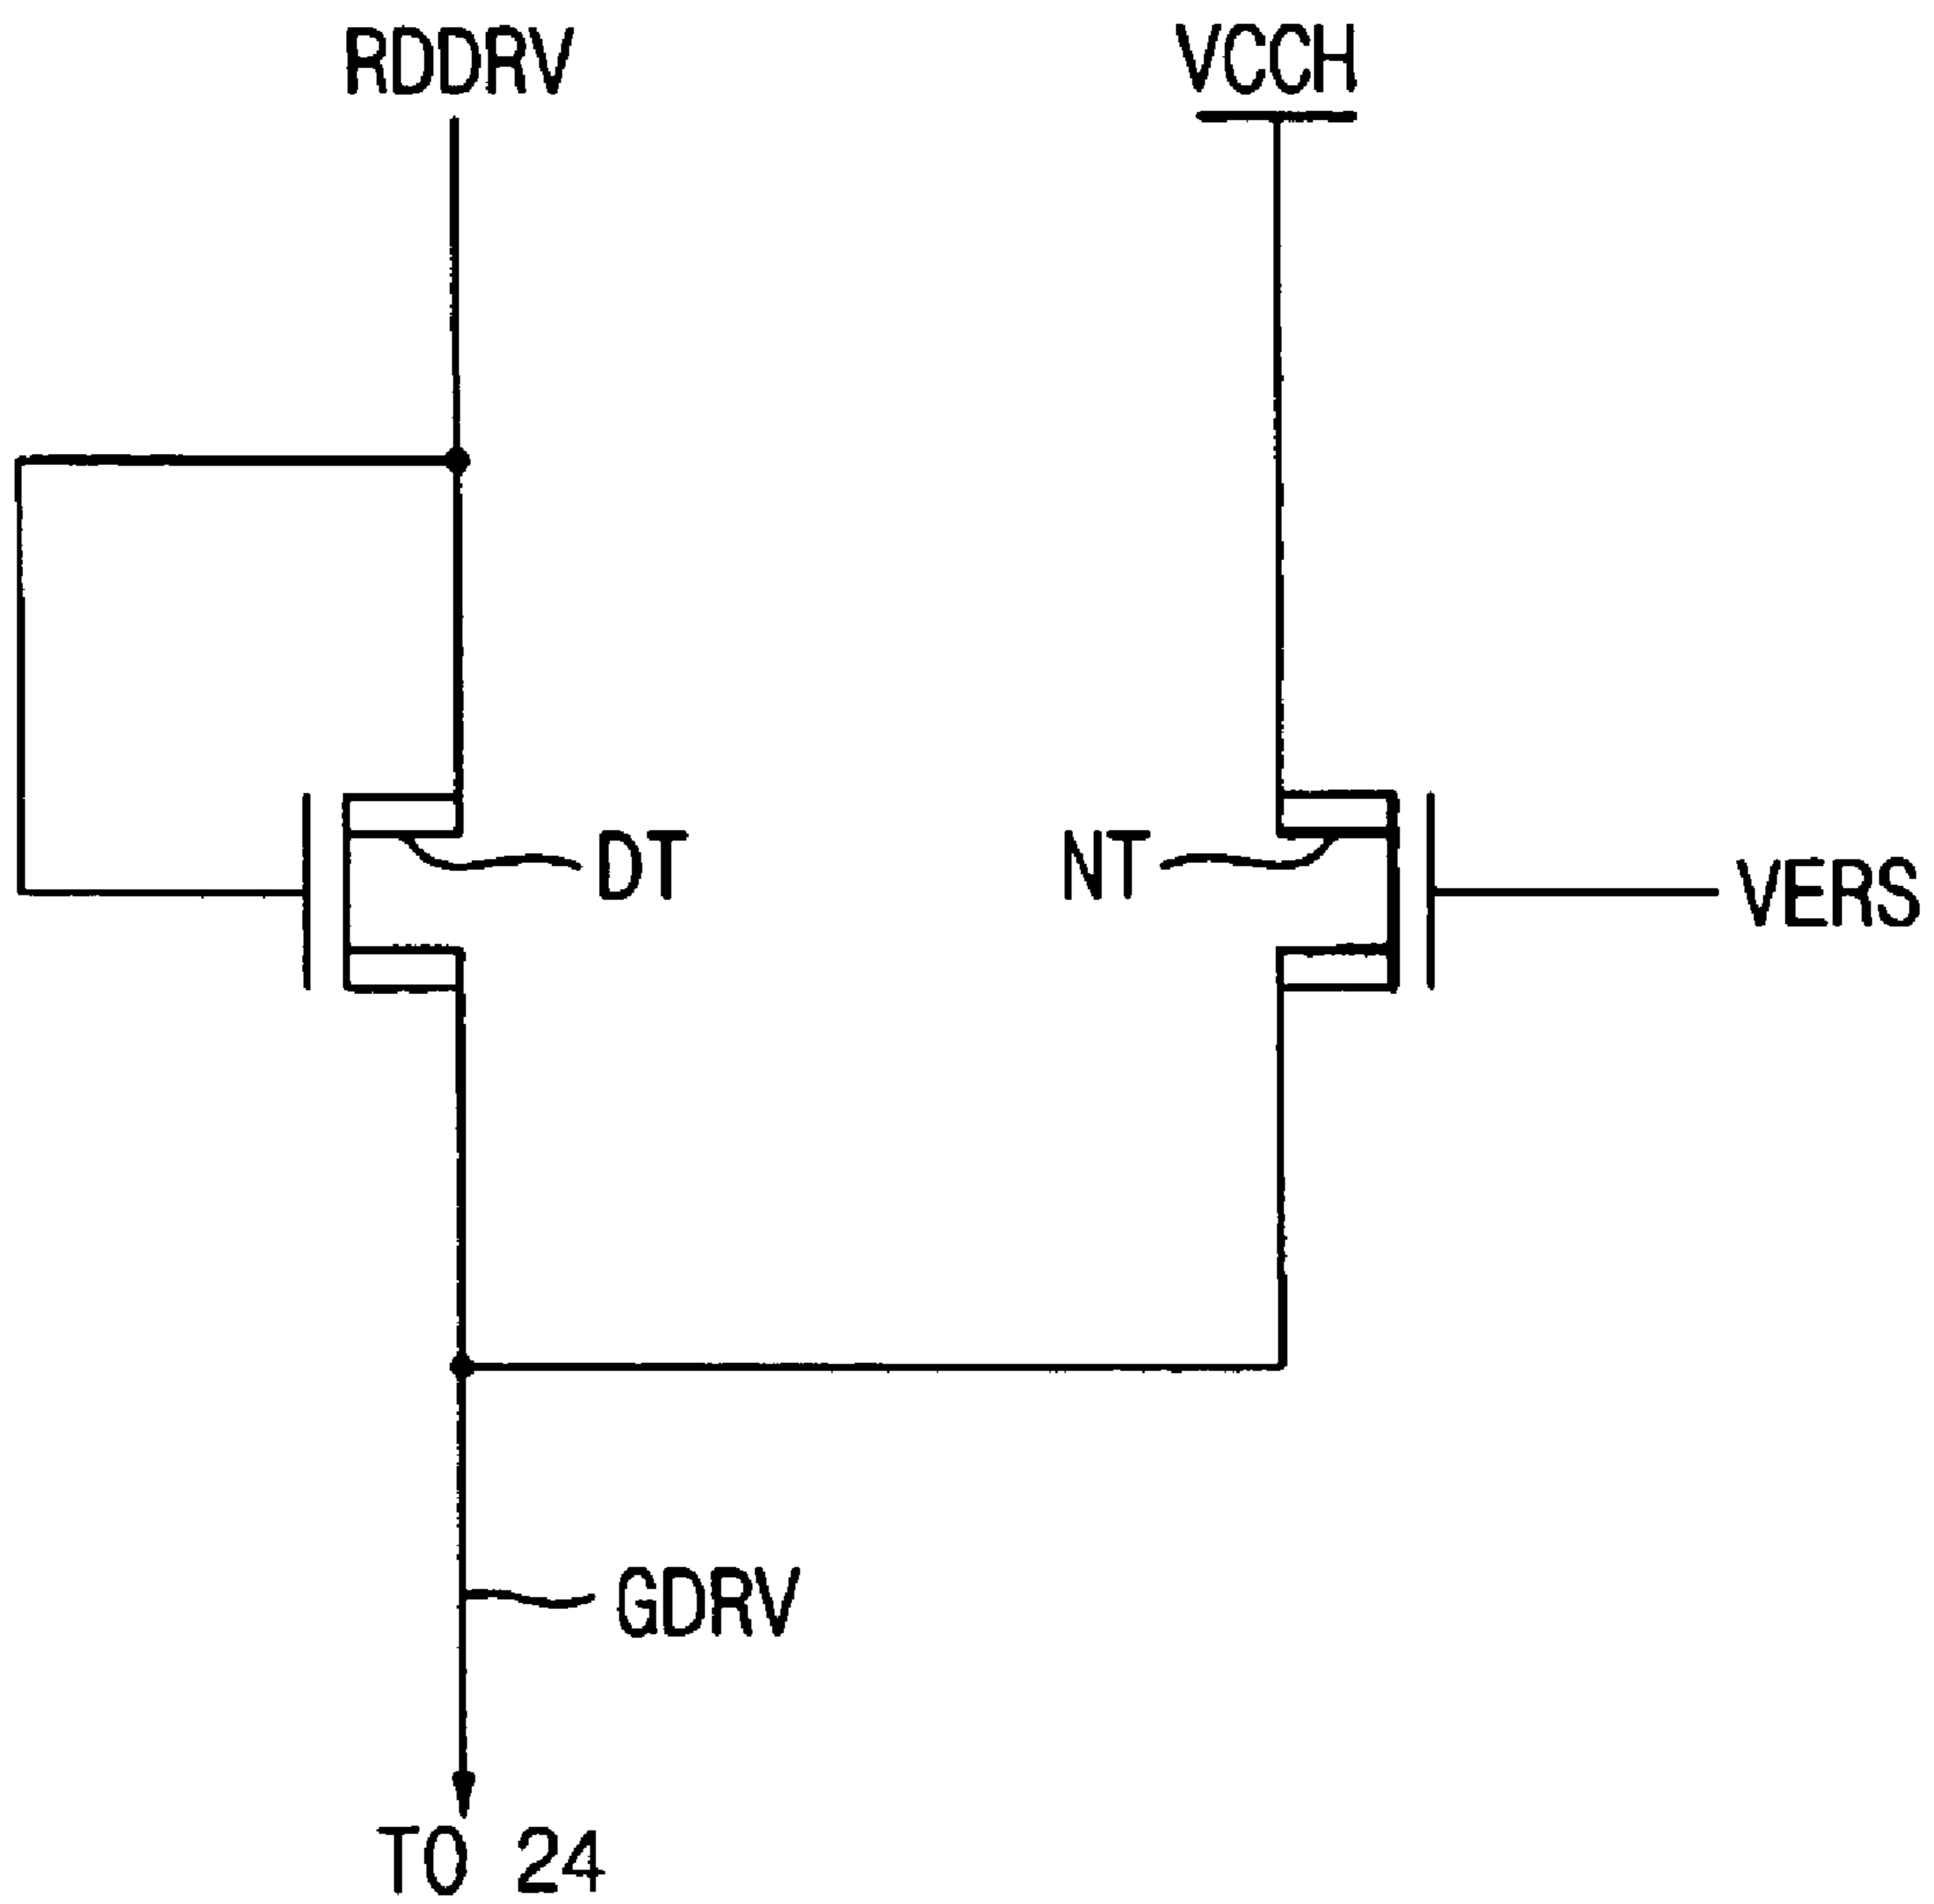 RDDRV
VCCH
DT
NT
VERS
GDRV
TO 24